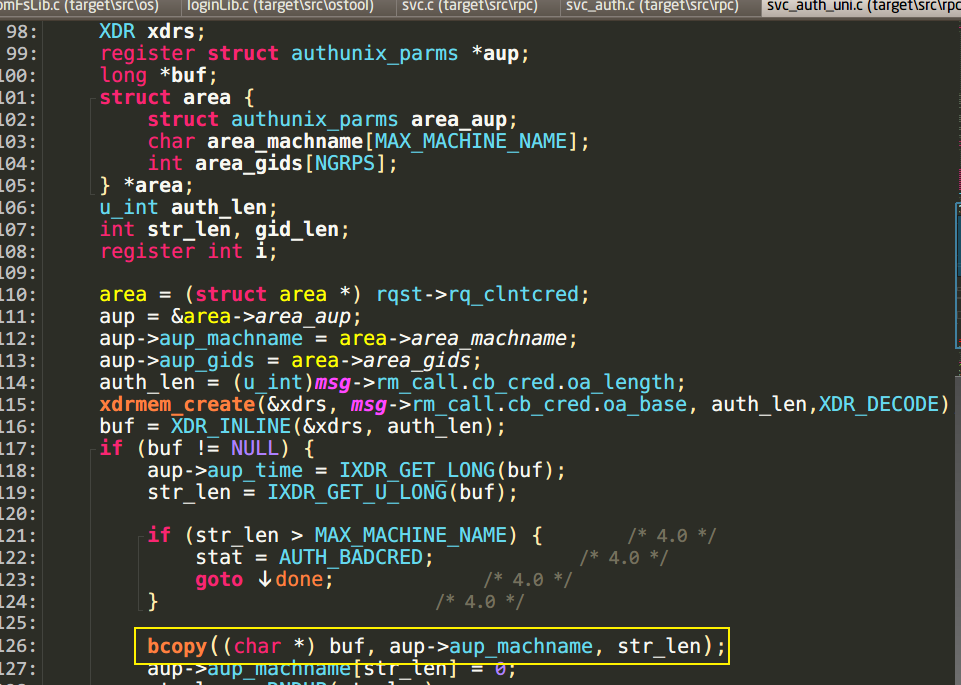 omFsLib.c (target\src\os) loginLib.c (target\src\ostool) svc.c (target\src\rpc) svc_auth.c (target\src\rpc) svc_auth_uni.c (target\src\rpc
98: XDR xdrs;
99: register struct authunix_parms *aup;
100: long *buf;
101: struct area {
102: struct authunix_parms area_aup;
103: char area_machname[MAX_MACHINE_NAME];
104: int area_gids[NGRPS];
105: } *area;
106: u_int auth_len;
107: int str_len, gid_len;
108: register int i;
109:
110: area = (struct area *) rqst->rq_clntcred;
111: aup = &area->area_aup;
112: aup->aup_machname = area->area_machname;
113: aup->aup_gids = area->area_gids;
114: auth_len = (u_int)msg->rm_call.cb_cred.oa_length;
115: xdrmem_create(&xdrs, msg->rm_call.cb_cred.oa_base, auth_len,XDR_DECODE)
116: buf = XDR_INLINE(&xdrs, auth_len);
117: if (buf != NULL) {
118: aup->aup_time = IXDR_GET_LONG(buf);
119: str_len = IXDR_GET_U_LONG(buf);
120:
121: if (str_len > MAX_MACHINE_NAME) { /* 4.0 */
122: stat = AUTH_BADCRED; /* 4.0 */
123: goto ↓done; /* 4.0 */
124: } /* 4.0 */
125:
126: bcopy((char *) buf, aup->aup_machname, str_len);
127: aup->aup_machname[str_len] = 0;